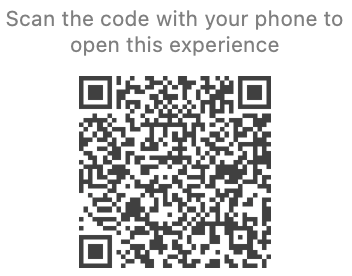 Scan the code with your phone to
open this experience